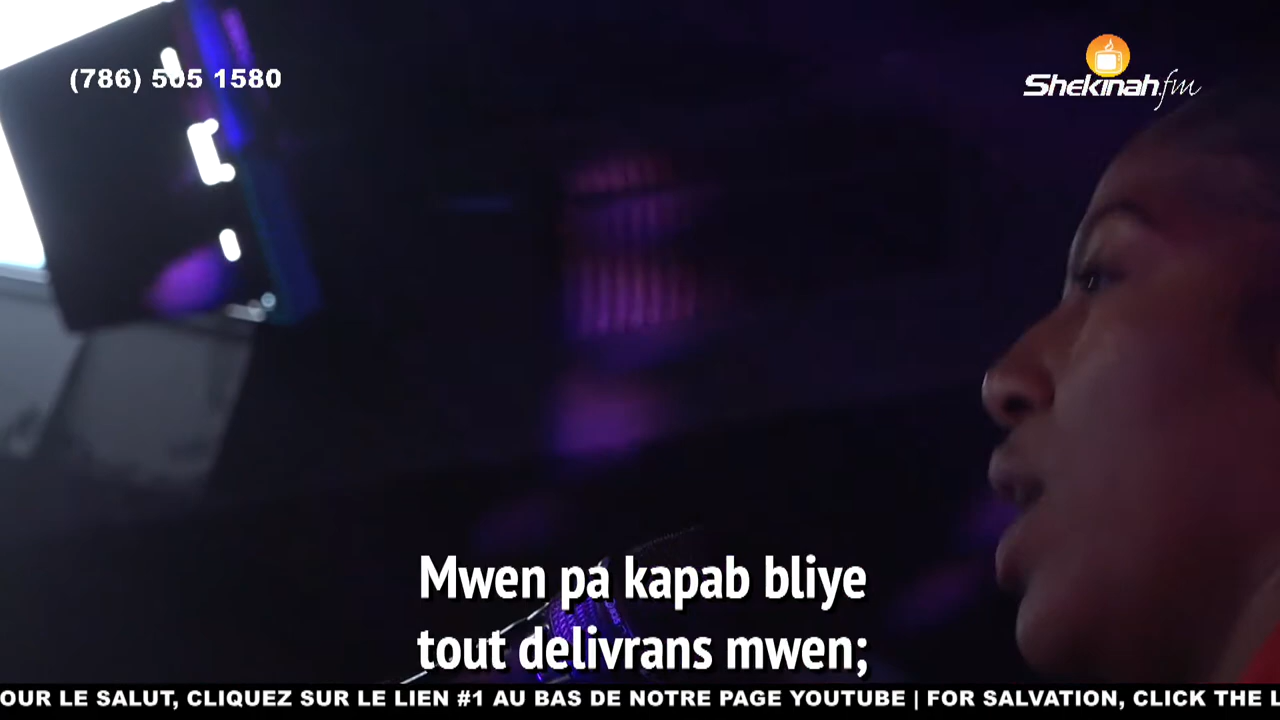 (786) 505 1580
Shekinah.fm
Mwen pa kapab bliye
tout delivrans mwen;
OUR LE SALUT, CLIQUEZ SUR LE LIEN #1 AU BAS DE NOTRE PAGE YOUTUBE | FOR SALVATION, CLICK THE L